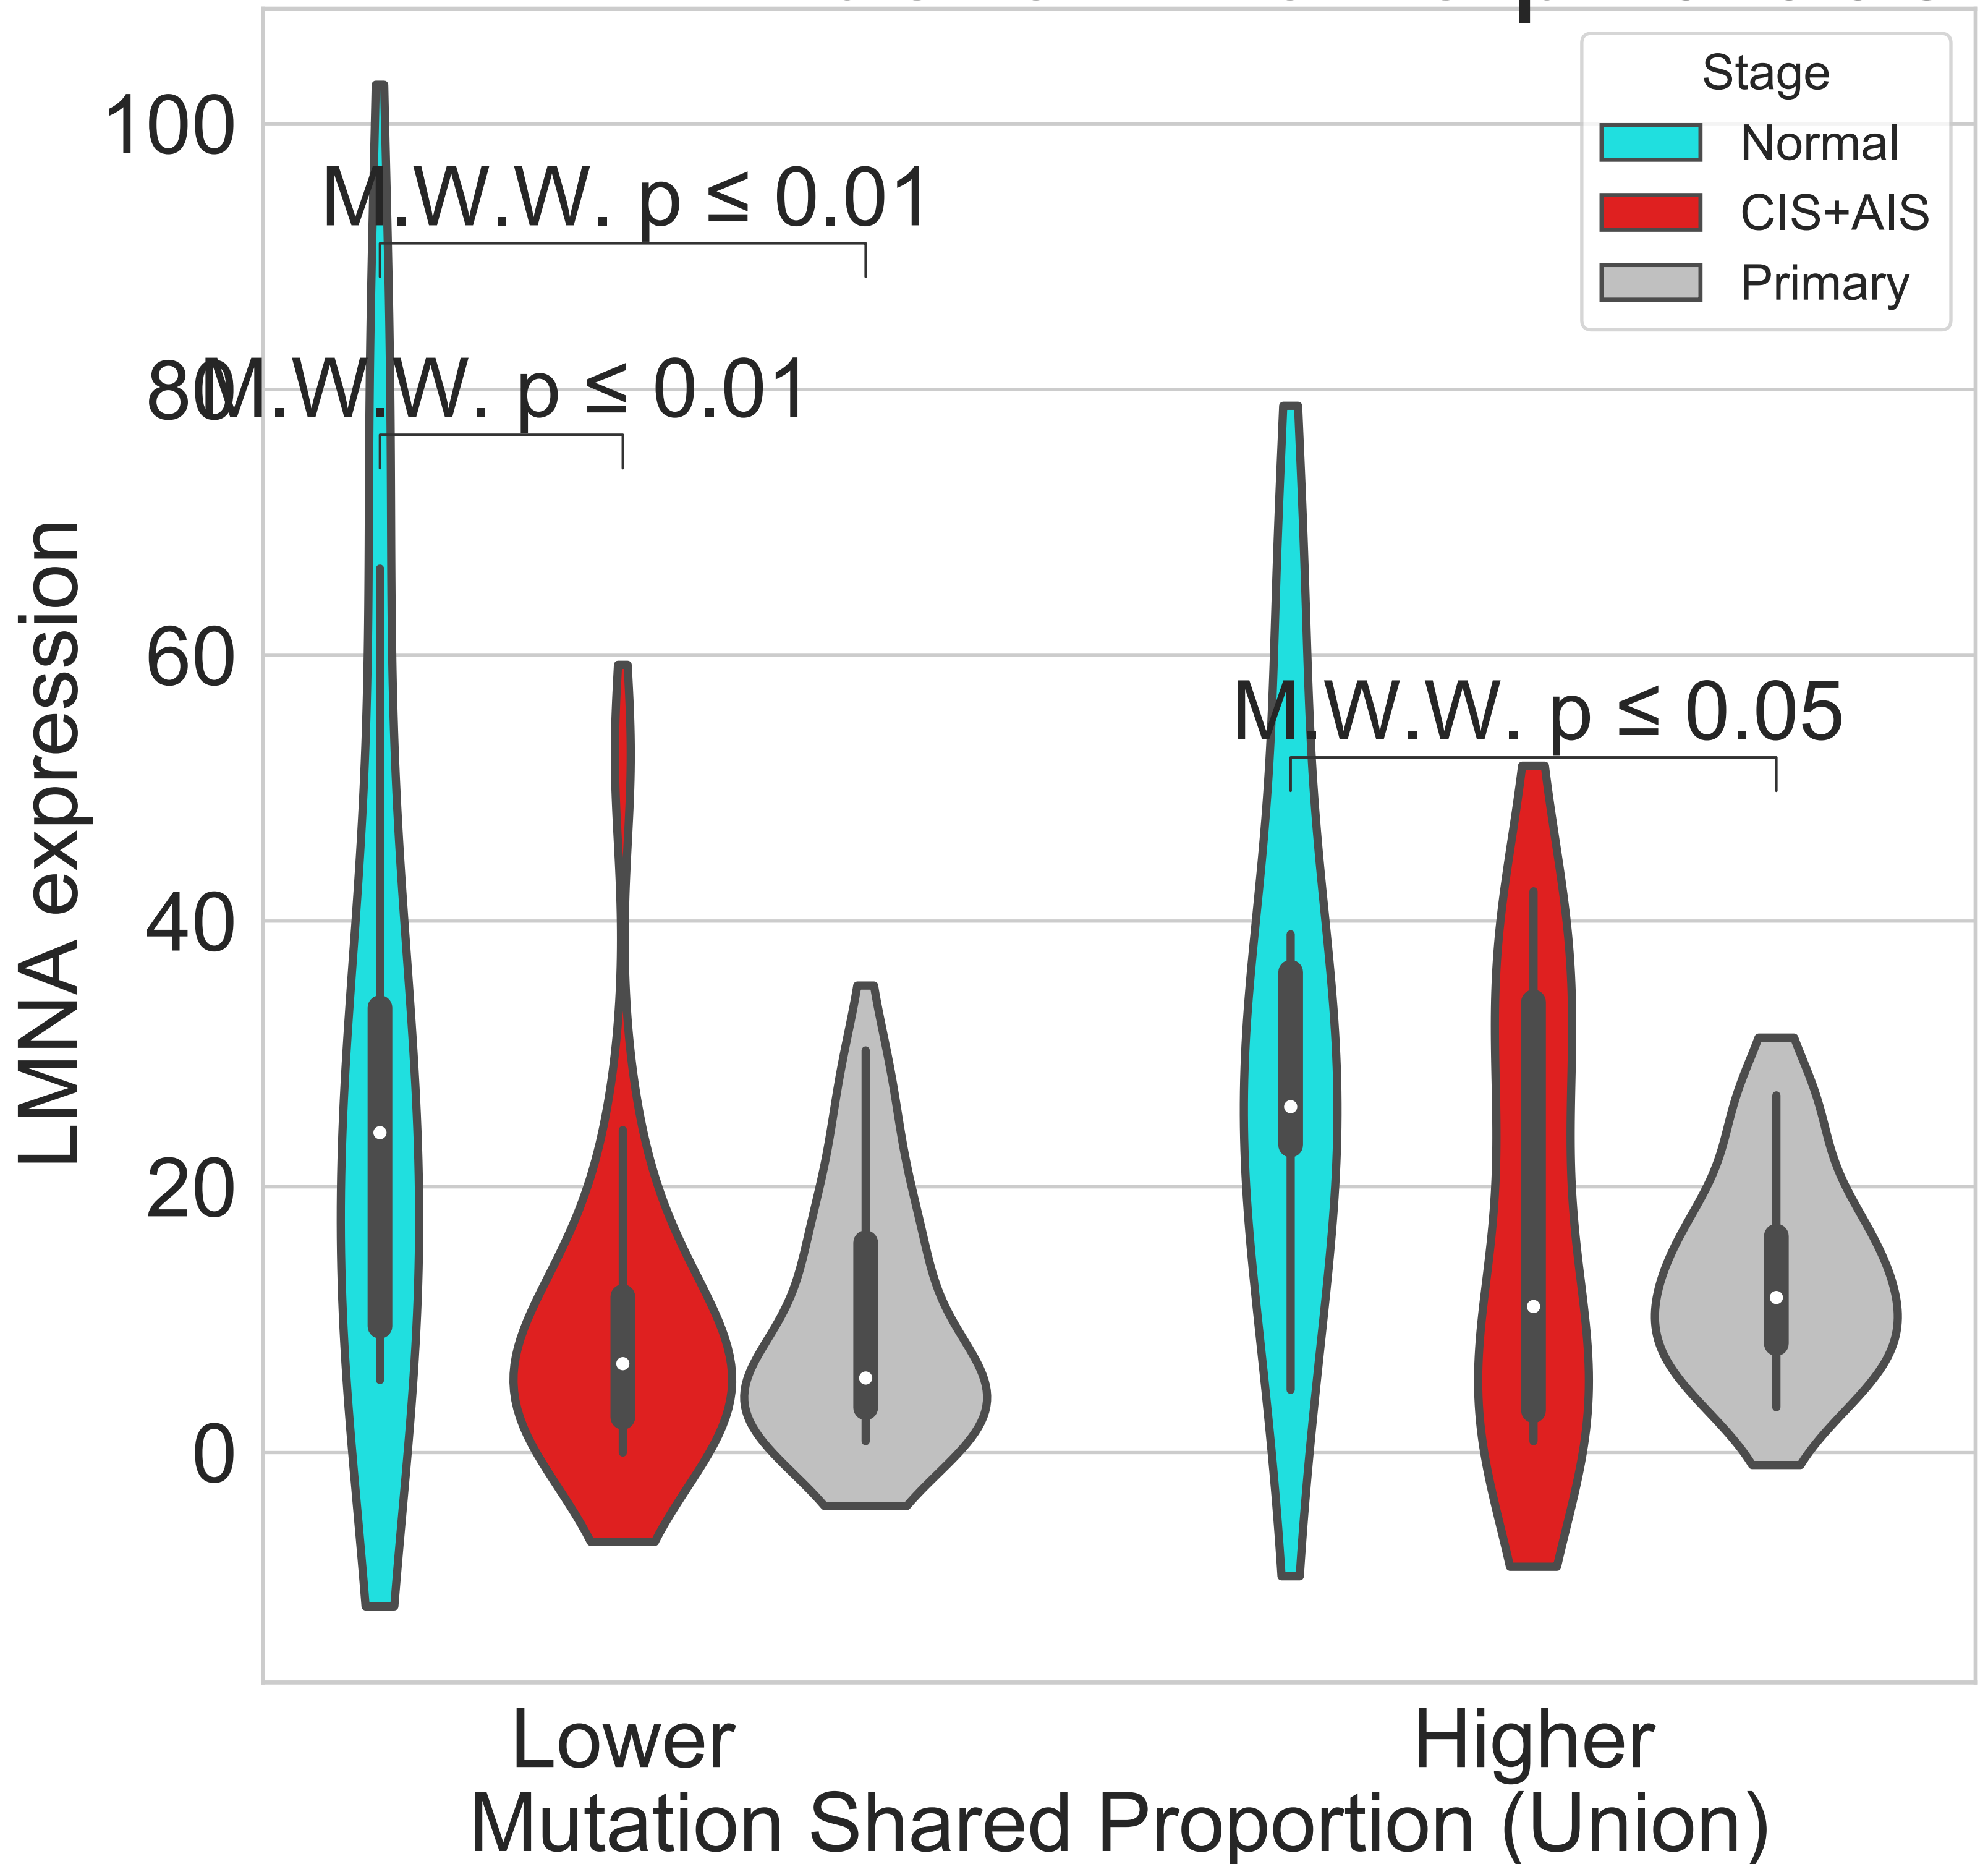 Stage
Normal
CIS+AIS
Primary
100
80
60
40
20
0
M.W.W. p ≤ 0.01
M.W.W. p ≤ 0.01
M.W.W. p ≤ 0.05
LMNA expression
Lower
Higher
Mutation Shared Proportion (Union)